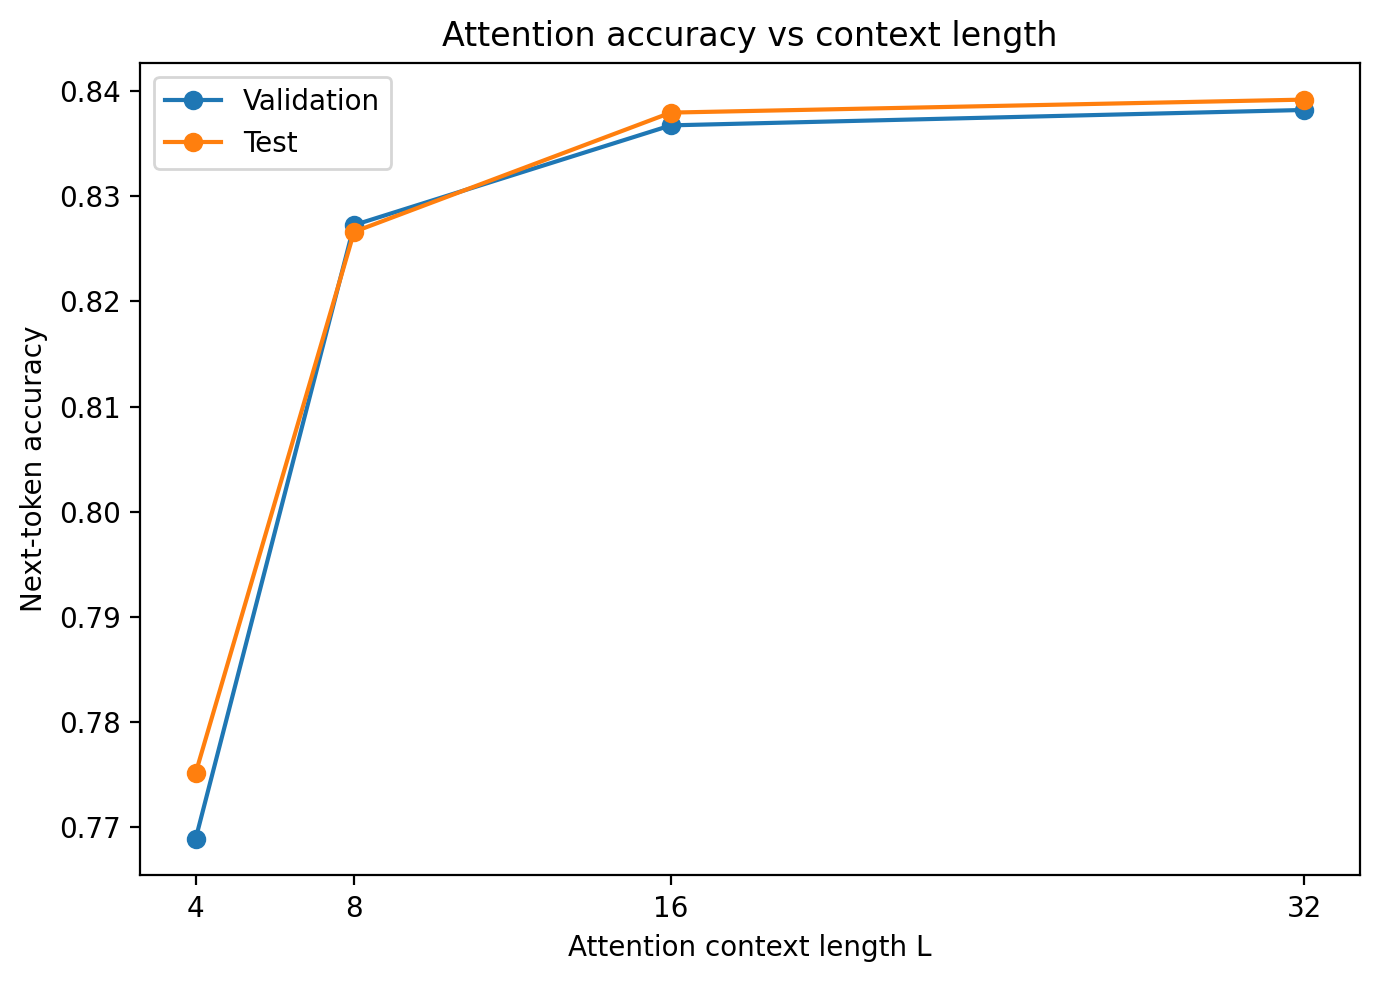 Attention accuracy vs context length
Validation
Test
0.84
0.83
0.82
0.81
0.80
0.79
0.78
0.77
Next-token accuracy
4 8 16 32
Attention context length L